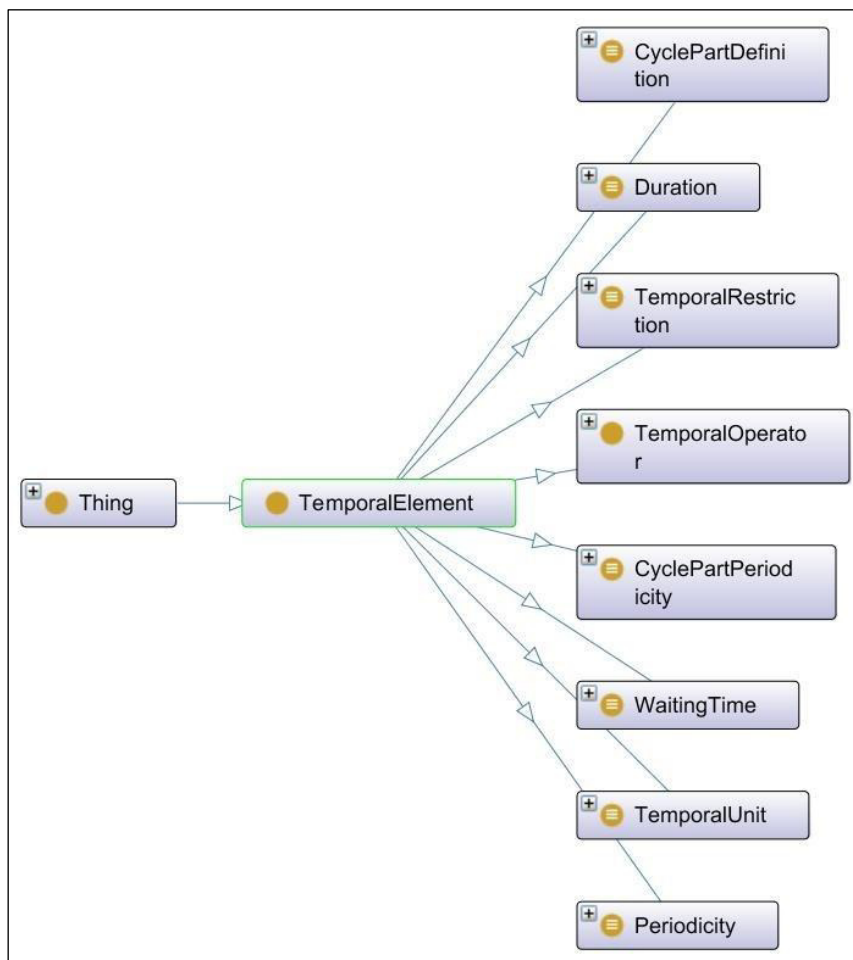 CyclePartDefini
tion
Duration
TemporalRestric
tion
TemporalOperato
r
Thing
TemporalElement
CyclePartPeriod
icity
WaitingTime
TemporalUnit
Periodicity